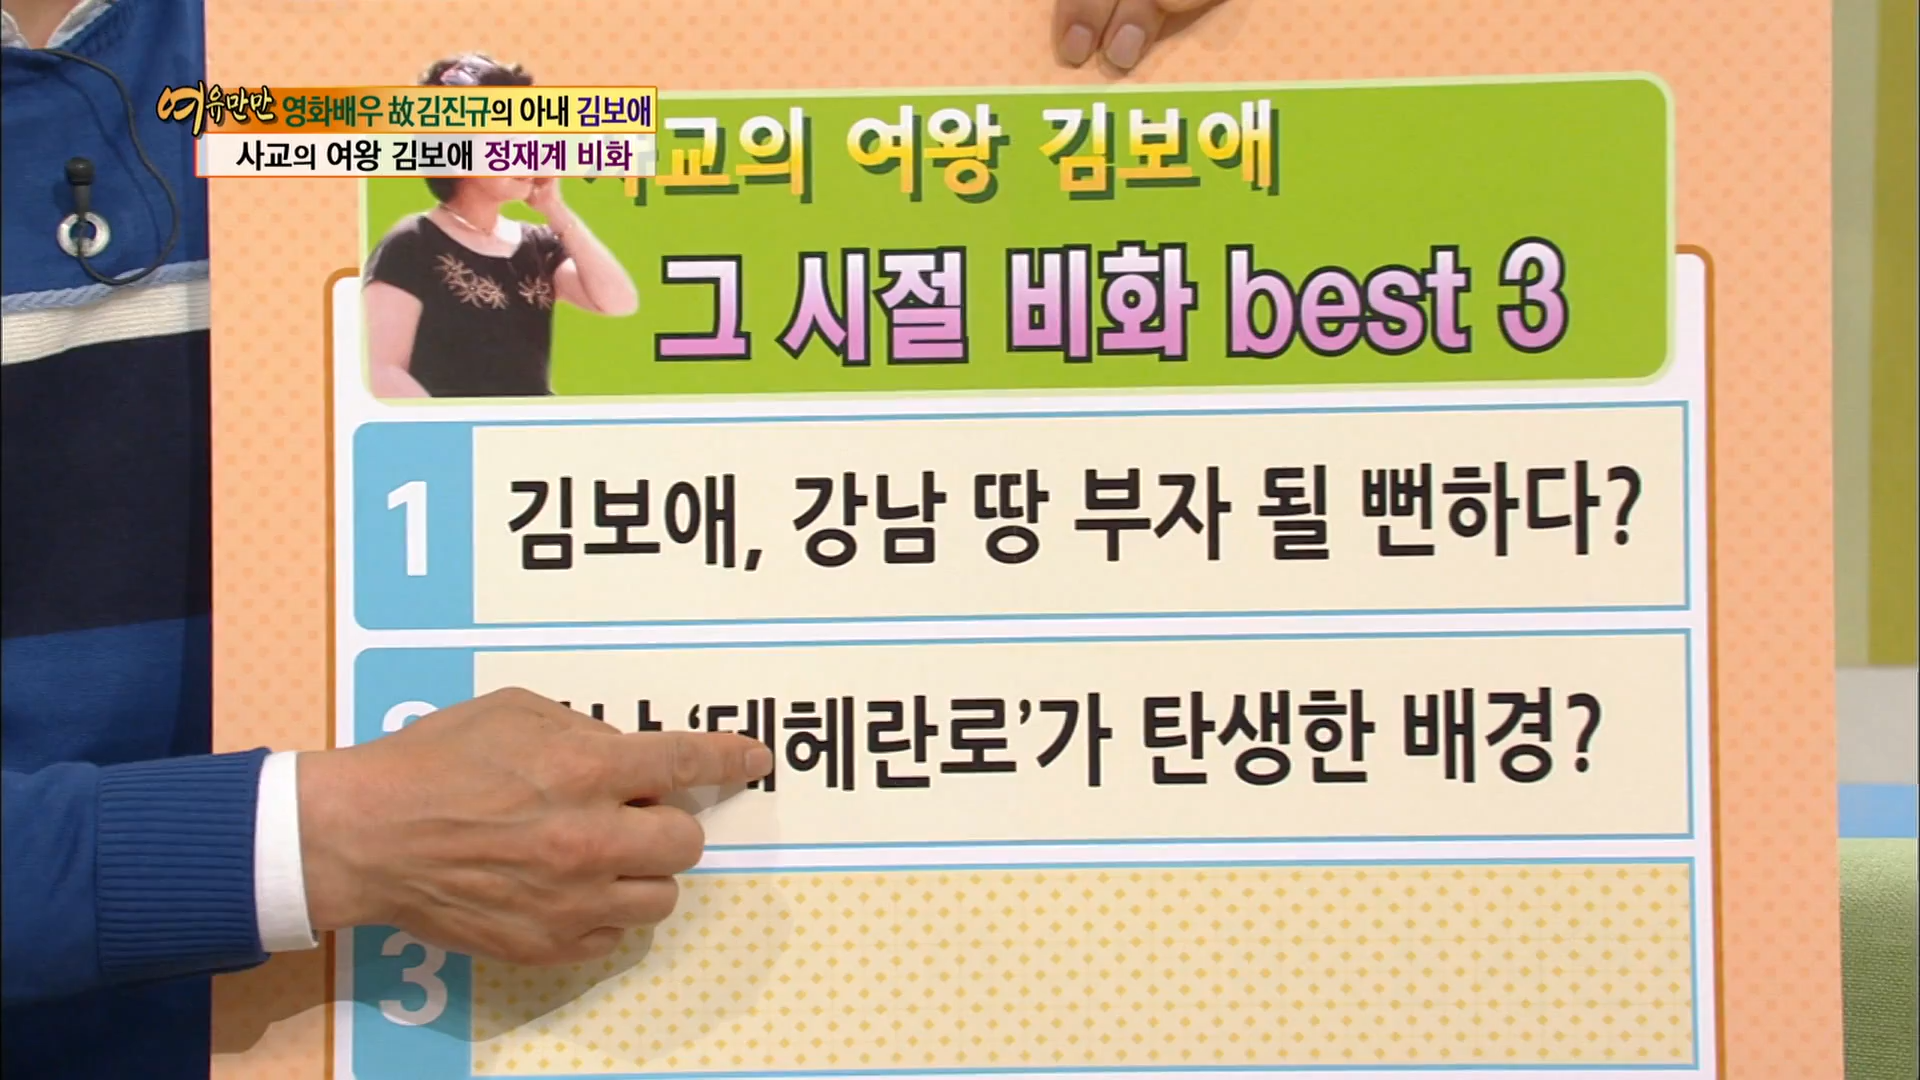 여유만만 영화배우 故김진규의 아내 김보애
사교의 여왕 김보애 정재계 비화
사교의 여왕 김보애
그 시절 비화 best 3
1 김보애, 강남 땅 부자 될 뻔하다?
2 '테헤란로'가 탄생한 배경?
3